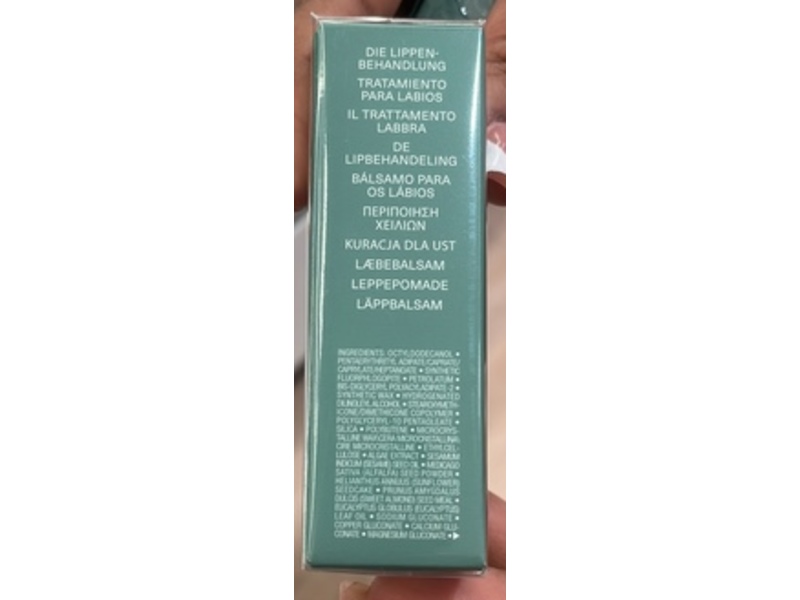 DIE LIPPEN-
BEHANDLUNG
TRATAMIENTO
PARA LABIOS
IL TRATTAMENTO
LABBRA
DE
LIPBEHANDELING
BÁLSAMO PARA
OS LÁBIOS
ΠΕΡΙΠΟΙΗΣΗ
ΧΕΙΛΙΩΝ
KURACJA DLA UST
LÆBEBALSAM
LEPPEPOMADE
LÄPPBALSAM
INGREDIENTS: OCTYLDODECANOL •
PENTAERYTHRITYL ADIPATE/CAPRATE/
CAPRYLATE/HEPTANOATE • SYNTHETIC
FLUORPHLOGOPITE • PETROLATUM •
BIS-DIGLYCERYL POLYACYLADIPATE-2 •
SYNTHETIC WAX • HYDROGENATED
DILINOLEYL ALCOHOL • STEAROXYMETH-
ICONE/DIMETHICONE COPOLYMER •
POLYGLYCERYL-10 PENTAOLEATE •
SILICA • POLYBUTENE • MICROCRYS-
TALLINE WAX\CERA MICROCRISTALLINA\
CIRE MICROCRISTALLINE • ETHYLCEL-
LULOSE • ALGAE EXTRACT • SESAMUM
INDICUM (SESAME) SEED OIL • MEDICAGO
SATIVA (ALFALFA) SEED POWDER •
HELIANTHUS ANNUUS (SUNFLOWER)
SEEDCAKE • PRUNUS AMYGDALUS
DULCIS (SWEET ALMOND) SEED MEAL •
EUCALYPTUS GLOBULUS (EUCALYPTUS)
LEAF OIL • SODIUM GLUCONATE •
COPPER GLUCONATE • CALCIUM GLU-
CONATE • MAGNESIUM GLUCONATE •▶